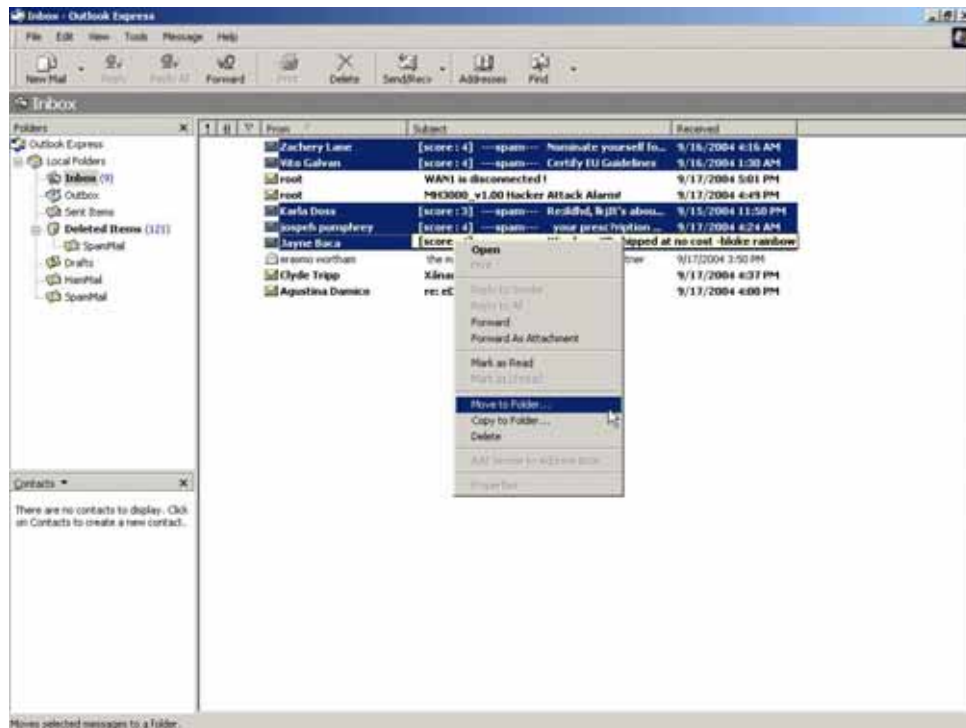 Inbox - Outlook Express
File Edit View Tools Message Help
New Mail Reply Reply All Forward Print Delete Send/Recv Addresses Find
Inbox
Folders
Outlook Express
Local Folders
Inbox (9)
Outbox
Sent Items
Deleted Items (121)
SpamMail
Drafts
HamMail
SpamMail
! From Subject Received
Zachery Lane [score : 4] ---spam--- Nominate yourself fo... 9/16/2004 4:16 AM
Vito Galvan [score : 4] ---spam--- Certify EU Guidelines 9/16/2004 1:30 AM
root WAN1 is disconnected ! 9/17/2004 5:01 PM
root MH3000_v1.00 Hacker Attack Alarm! 9/17/2004 4:49 PM
Karla Doss [score : 3] ---spam--- abou... 9/15/2004 11:50 PM
jospeh pumphrey [score : 4] ---spam--- your presc?ription ... 9/17/2004 4:24 AM
Jayne Baca [score hipped at no cost -bloke rainbow
erasmo wortham the tner 9/17/2004 3:50 PM
Clyde Tripp 9/17/2004 4:37 PM
Agustina Damico re: 9/17/2004 4:00 PM
Open
Print
Reply to Sender
Reply to All
Forward
Forward As Attachment
Mark as Read
Mark as Unread
Move to Folder...
Copy to Folder...
Delete
Add Sender to Address Book
Properties
Contacts
There are no contacts to display. Click
on Contacts to create a new contact.
Moves selected messages to a folder.